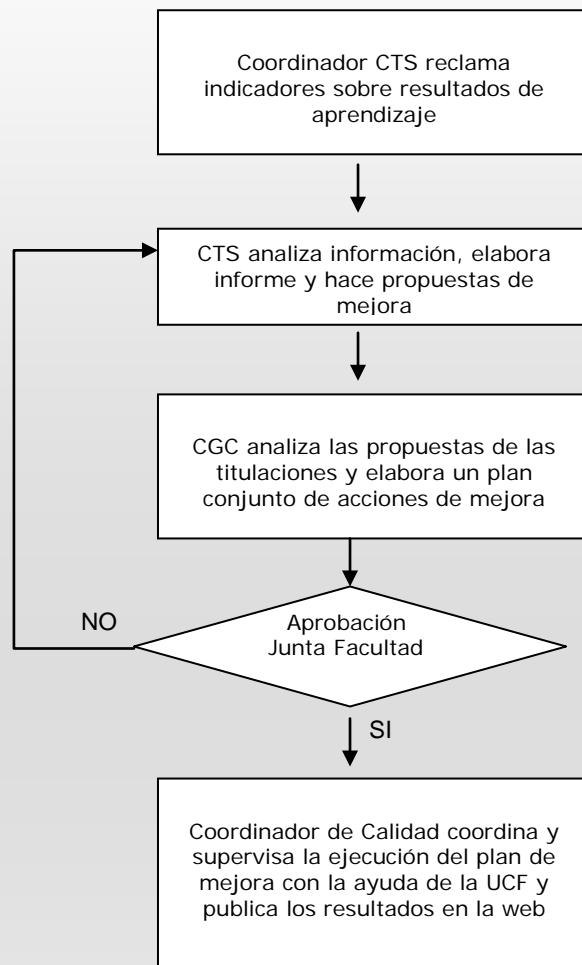 Coordinador CTS reclama
indicadores sobre resultados de
aprendizaje
CTS analiza información, elabora
informe y hace propuestas de
mejora
CGC analiza las propuestas de las
titulaciones y elabora un plan
conjunto de acciones de mejora
NO
Aprobación
Junta Facultad
SI
Coordinador de Calidad coordina y
supervisa la ejecución del plan de
mejora con la ayuda de la UCF y
publica los resultados en la web